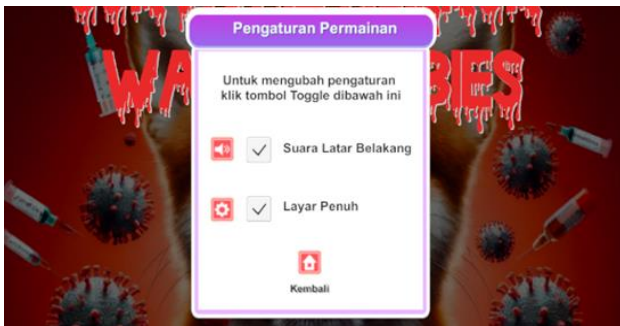 Pengaturan Permainan
Untuk mengubah pengaturan
klik tombol Toggle dibawah ini
Suara Latar Belakang
Layar Penuh
Kembali